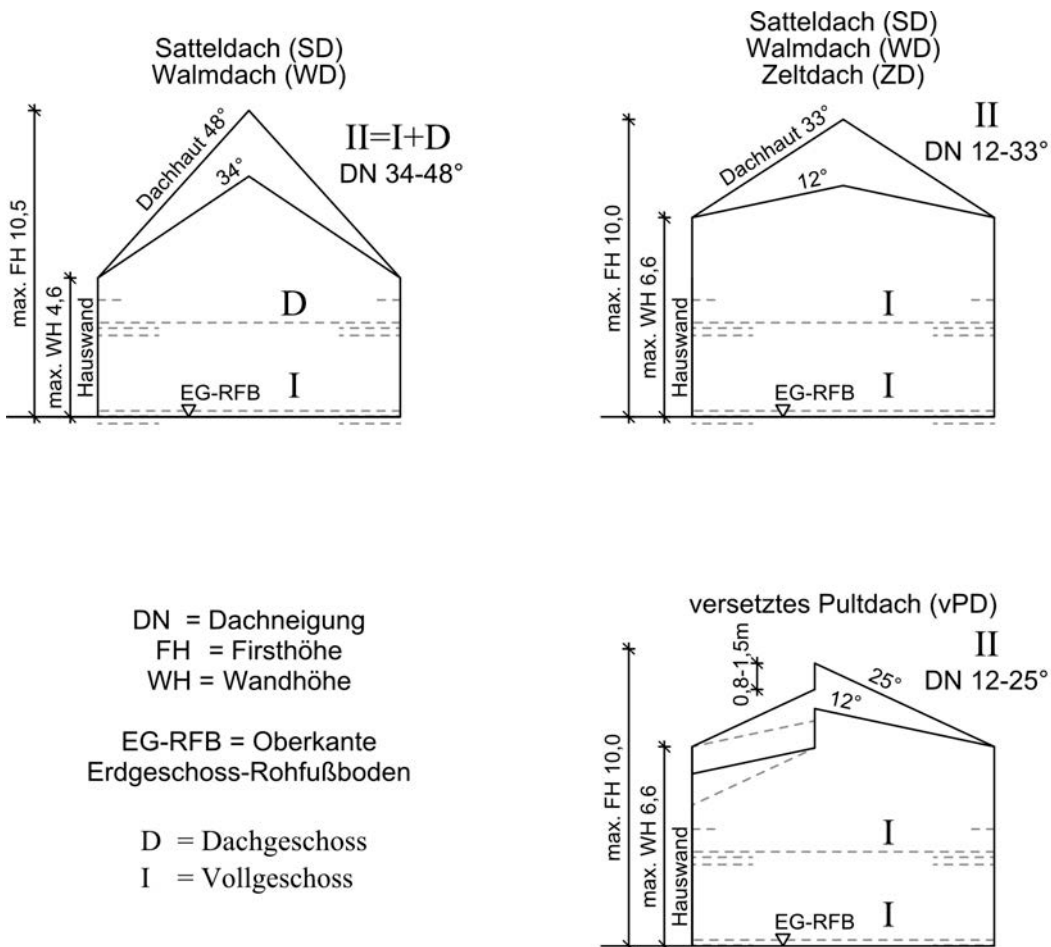 Satteldach (SD)
Walmdach (WD)
II=I+D
DN 34-48°
Dachhaut 48°
34°
max. FH 10,5
max. WH 4,6
Hauswand
D
I
EG-RFB
Satteldach (SD)
Walmdach (WD)
Zeltdach (ZD)
II
DN 12-33°
Dachhaut 33°
12°
max. FH 10,0
max. WH 6,6
Hauswand
I
I
EG-RFB
DN = Dachneigung
FH = Firsthöhe
WH = Wandhöhe
EG-RFB = Oberkante
Erdgeschoss-Rohfußboden
D = Dachgeschoss
I = Vollgeschoss
versetztes Pultdach (vPD)
II
DN 12-25°
0,8-1,5m
25°
12°
max. FH 10,0
max. WH 6,6
Hauswand
I
I
EG-RFB